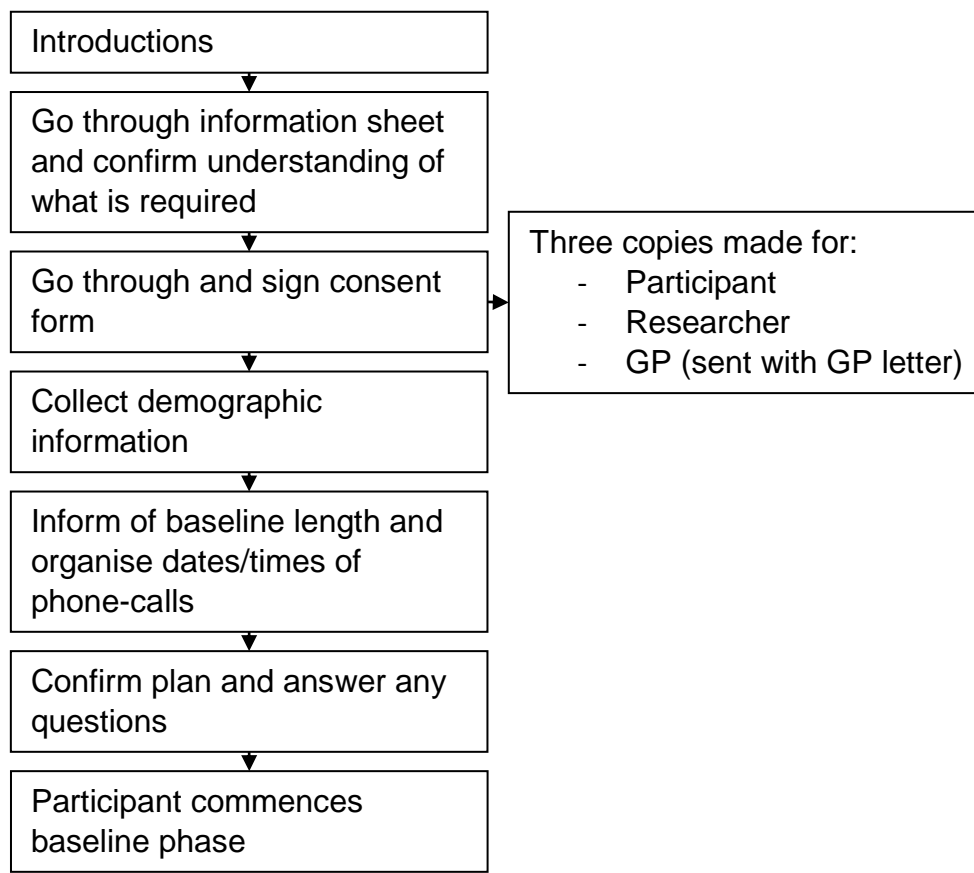 Introductions
Go through information sheet
and confirm understanding of
what is required
Go through and sign consent
form
Three copies made for:
- Participant
- Researcher
- GP (sent with GP letter)
Collect demographic
information
Inform of baseline length and
organise dates/times of
phone-calls
Confirm plan and answer any
questions
Participant commences
baseline phase